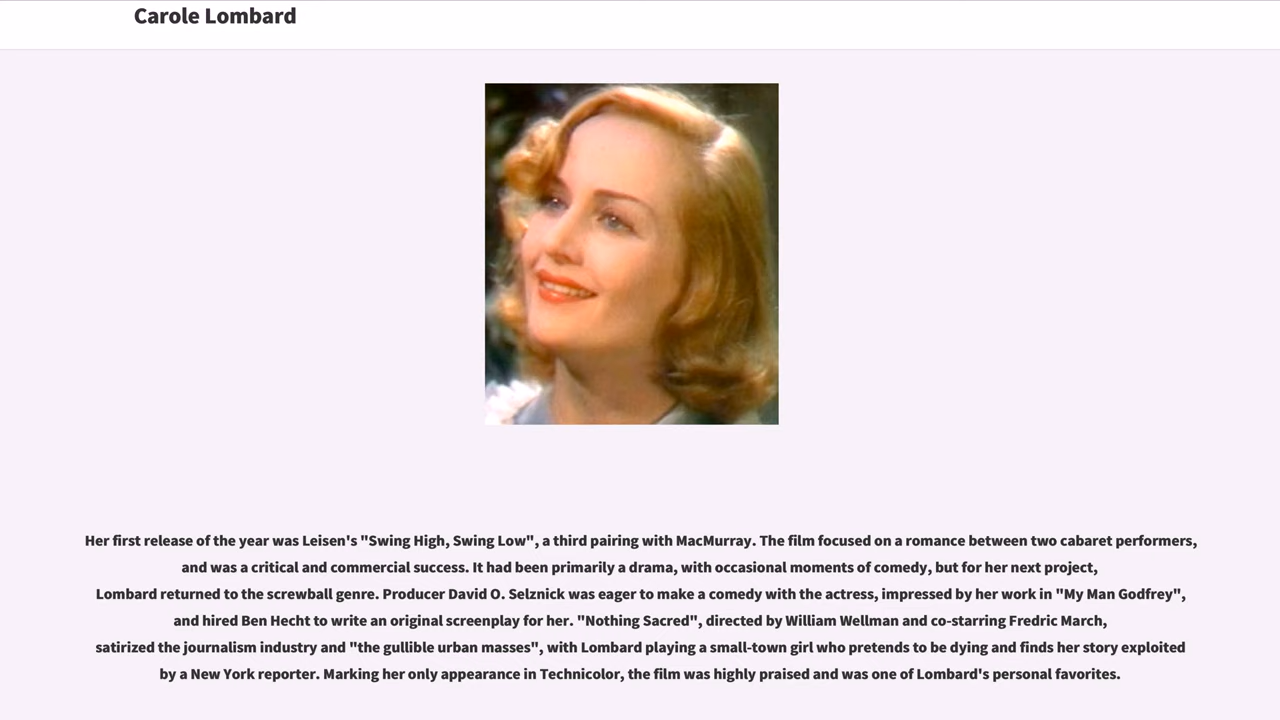 Carole Lombard
Her first release of the year was Leisen's "Swing High, Swing Low", a third pairing with MacMurray. The film focused on a romance between two cabaret performers,
and was a critical and commercial success. It had been primarily a drama, with occasional moments of comedy, but for her next project,
Lombard returned to the screwball genre. Producer David O. Selznick was eager to make a comedy with the actress, impressed by her work in "My Man Godfrey",
and hired Ben Hecht to write an original screenplay for her. "Nothing Sacred", directed by William Wellman and co-starring Fredric March,
satirized the journalism industry and "the gullible urban masses", with Lombard playing a small-town girl who pretends to be dying and finds her story exploited
by a New York reporter. Marking her only appearance in Technicolor, the film was highly praised and was one of Lombard's personal favorites.